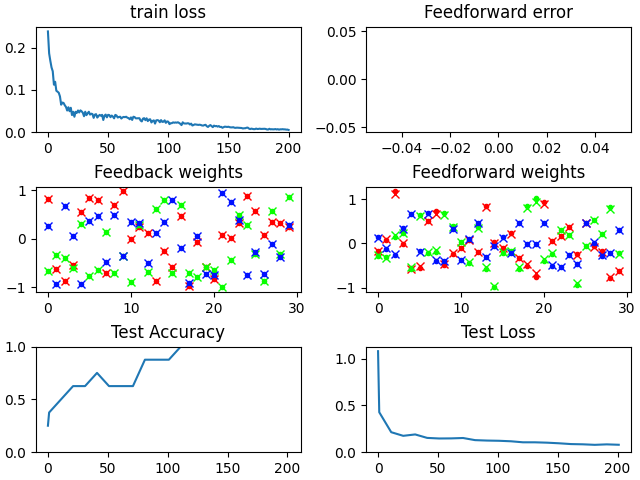 train loss
0.2
0.1
0.0
0 50 100 150 200
Feedforward error
0.05
0.00
−0.05
−0.04 −0.02 0.00 0.02 0.04
Feedback weights
1
0
−1
0 10 20 30
Feedforward weights
1
0
−1
0 10 20 30
Test Accuracy
1.0
0.5
0.0
0 50 100 150 200
Test Loss
1.0
0.5
0.0
0 50 100 150 200